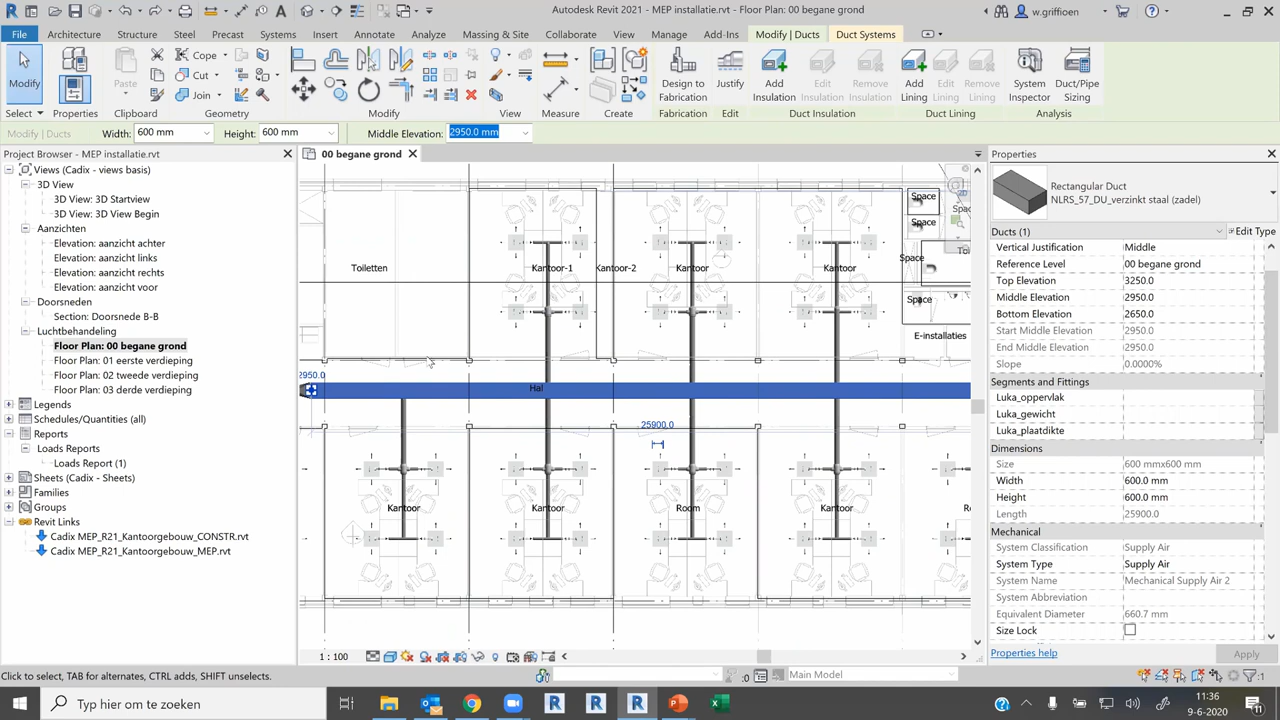 Autodesk Revit 2021 - MEP installatie.rvt - Floor Plan: 00 begane grond
w.griffioen
File Architecture Structure Steel Precast Systems Insert Annotate Analyze Massing & Site Collaborate View Manage Add-Ins Modify | Ducts Duct Systems
Modify Properties Paste Cope Cut Join
Design to Fabrication Justify Add Insulation Edit Insulation Remove Insulation Add Lining Edit Lining Remove Lining System Inspector Duct/Pipe Sizing
Select Properties Clipboard Geometry Modify View Measure Create Fabrication Edit Duct Insulation Duct Lining Analysis
Modify | Ducts Width: 600 mm Height: 600 mm Middle Elevation: 2950.0 mm
Project Browser - MEP installatie.rvt
Views (Cadix - views basis)
3D View
3D View: 3D Startview
3D View: 3D View Begin
Aanzichten
Elevation: aanzicht achter
Elevation: aanzicht links
Elevation: aanzicht rechts
Elevation: aanzicht voor
Doorsneden
Section: Doorsnede B-B
Luchtbehandeling
Floor Plan: 00 begane grond
Floor Plan: 01 eerste verdieping
Floor Plan: 02 tweede verdieping
Floor Plan: 03 derde verdieping
Legends
Schedules/Quantities (all)
Reports
Loads Reports
Loads Report (1)
Sheets (Cadix - Sheets)
Families
Groups
Revit Links
Cadix MEP_R21_Kantoorgebouw_CONSTR.rvt
Cadix MEP_R21_Kantoorgebouw_MEP.rvt
00 begane grond
Space
Space
Space
Toiletten Kantoor-1 Kantoor-2 Kantoor Kantoor
Space
E-installaties
2950.0
Hal
25900.0
Kantoor Kantoor Room Kantoor
1 : 100
Properties
Rectangular Duct
NLRS_57_DU_verzinkt staal (zadel)
Ducts (1) Edit Type
Vertical Justification Middle
Reference Level 00 begane grond
Top Elevation 3250.0
Middle Elevation 2950.0
Bottom Elevation 2650.0
Start Middle Elevation 2950.0
End Middle Elevation 2950.0
Slope 0.0000%
Segments and Fittings
Luka_oppervlak
Luka_gewicht
Luka_plaatdikte
Dimensions
Size 600 mmx600 mm
Width 600.0 mm
Height 600.0 mm
Length 25900.0
Mechanical
System Classification Supply Air
System Type Supply Air
System Name Mechanical Supply Air 2
System Abbreviation
Equivalent Diameter 660.7 mm
Size Lock
Properties help Apply
Click to select, TAB for alternates, CTRL adds, SHIFT unselects.
:0 Main Model
Typ hier om te zoeken
11:36
9-6-2020